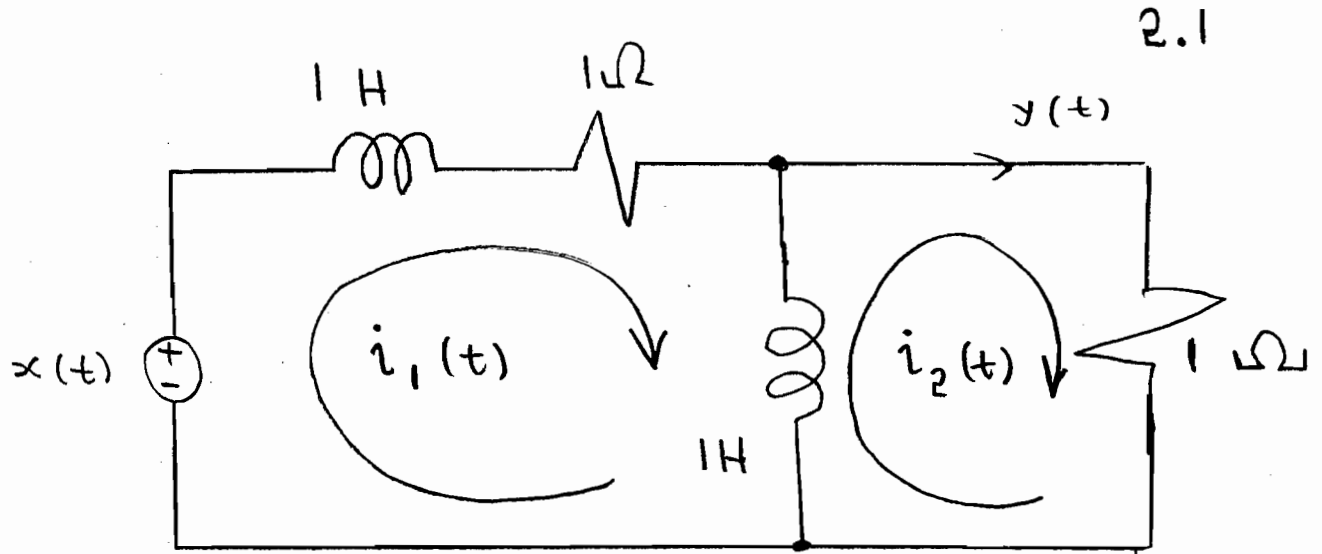 2.1
1 H
1Ω
y(t)
x(t)
+
-
i₁(t)
i₂(t)
1 Ω
1H